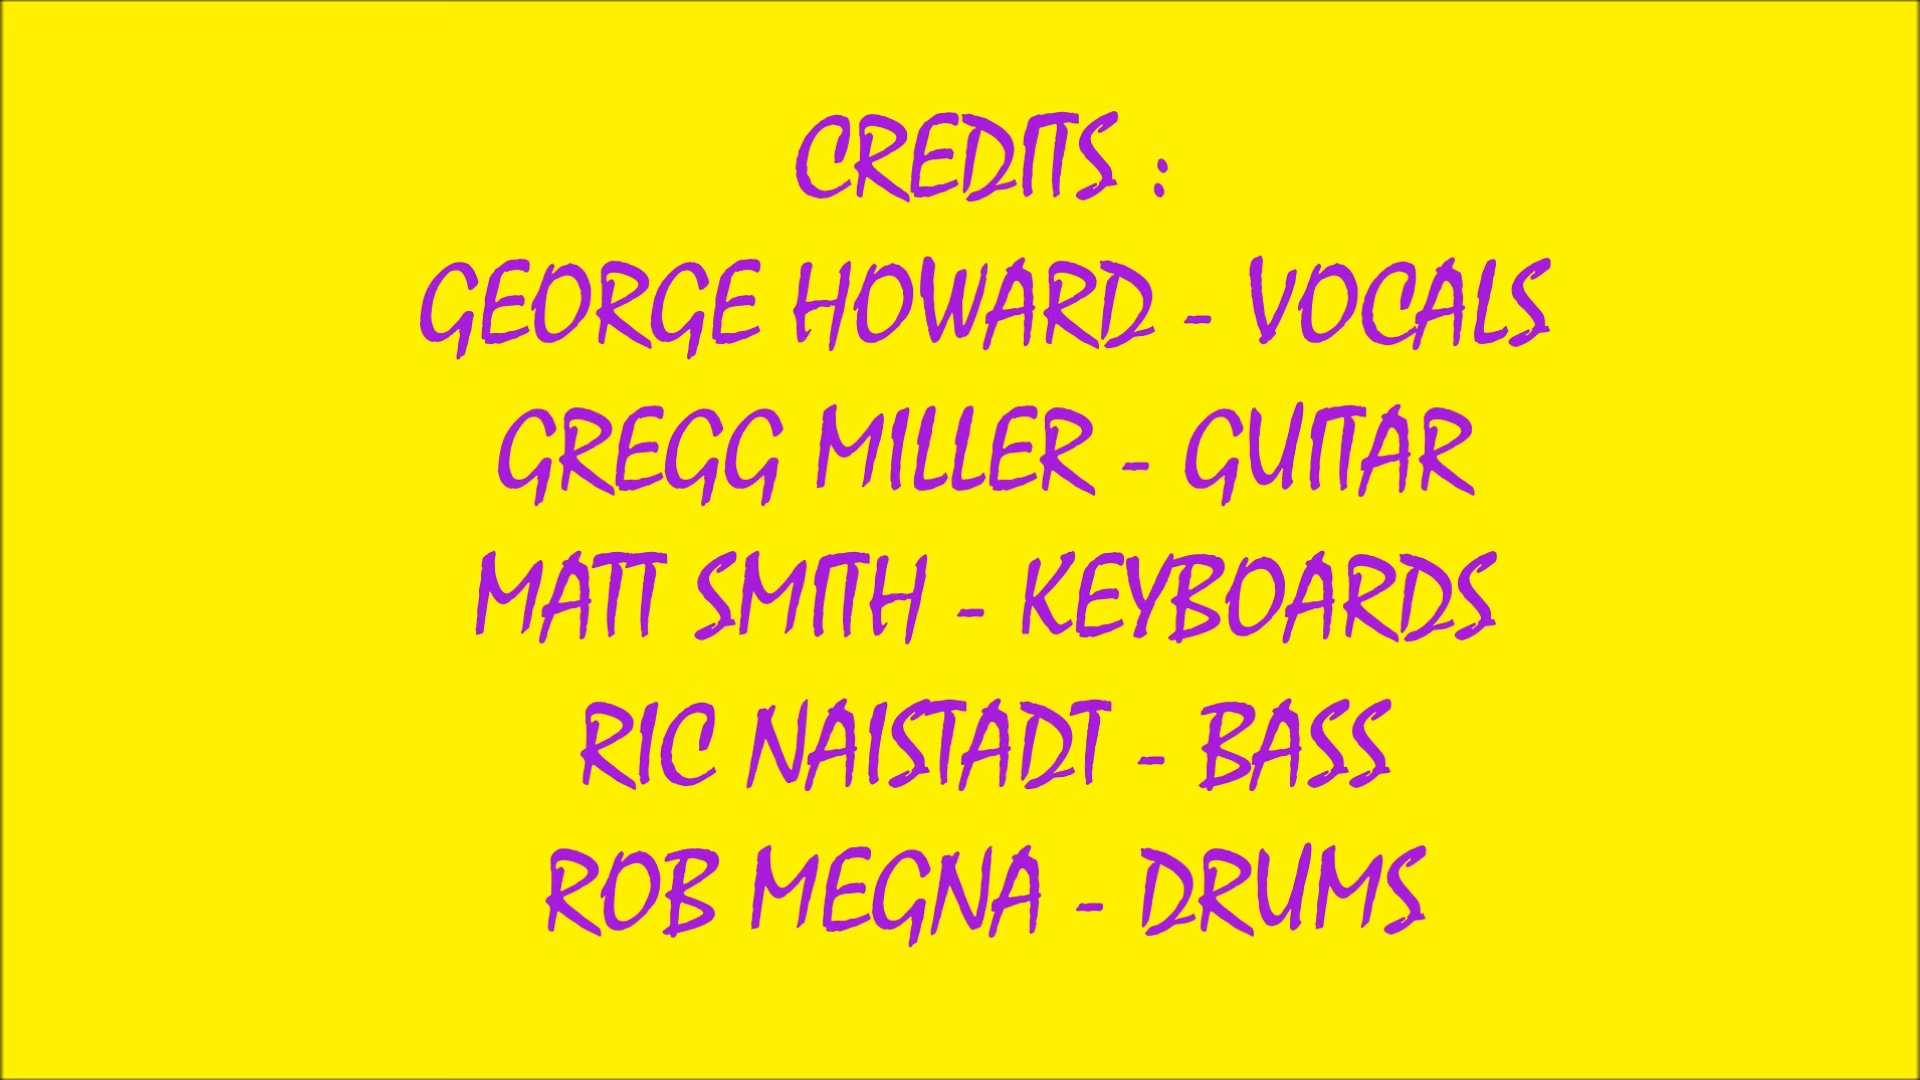 CREDITS :
GEORGE HOWARD - VOCALS
GREGG MILLER - GUITAR
MATT SMITH - KEYBOARDS
RIC NAISTADT - BASS
ROB MEGNA - DRUMS